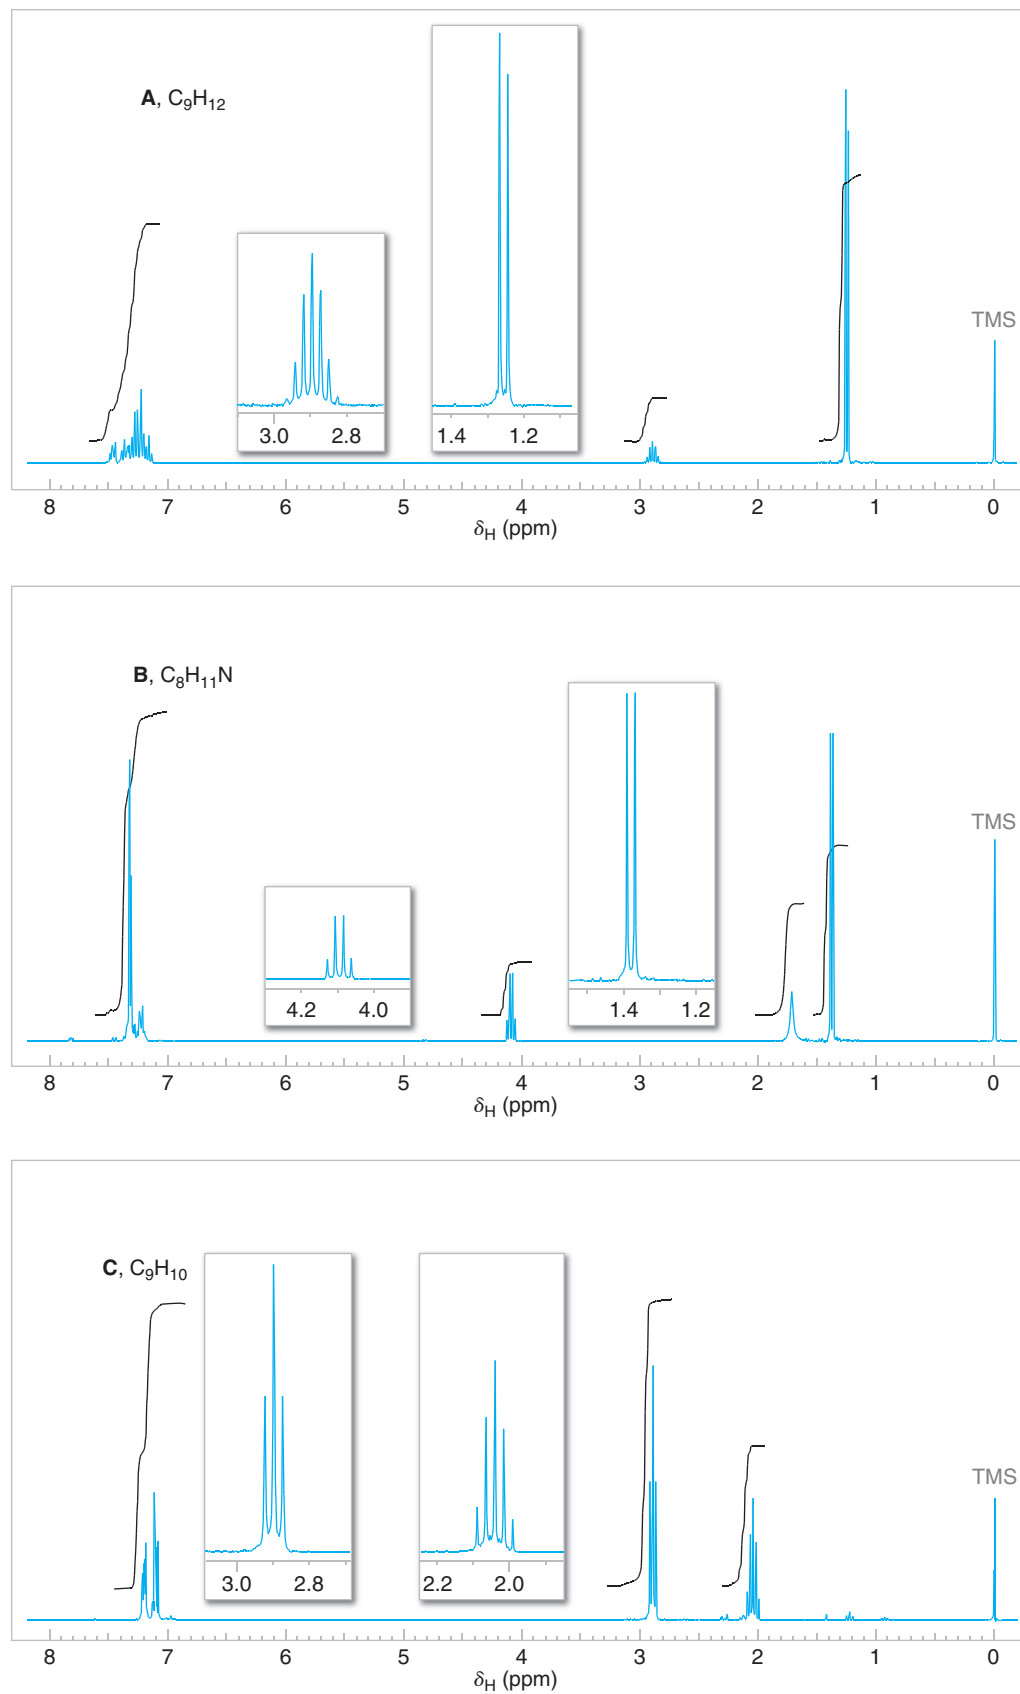 A, C9H12
TMS
3.0 2.8
1.4 1.2
8 7 6 5 4 3 2 1 0
δH (ppm)
B, C8H11N
TMS
4.2 4.0
1.4 1.2
8 7 6 5 4 3 2 1 0
δH (ppm)
C, C9H10
TMS
3.0 2.8
2.2 2.0
8 7 6 5 4 3 2 1 0
δH (ppm)